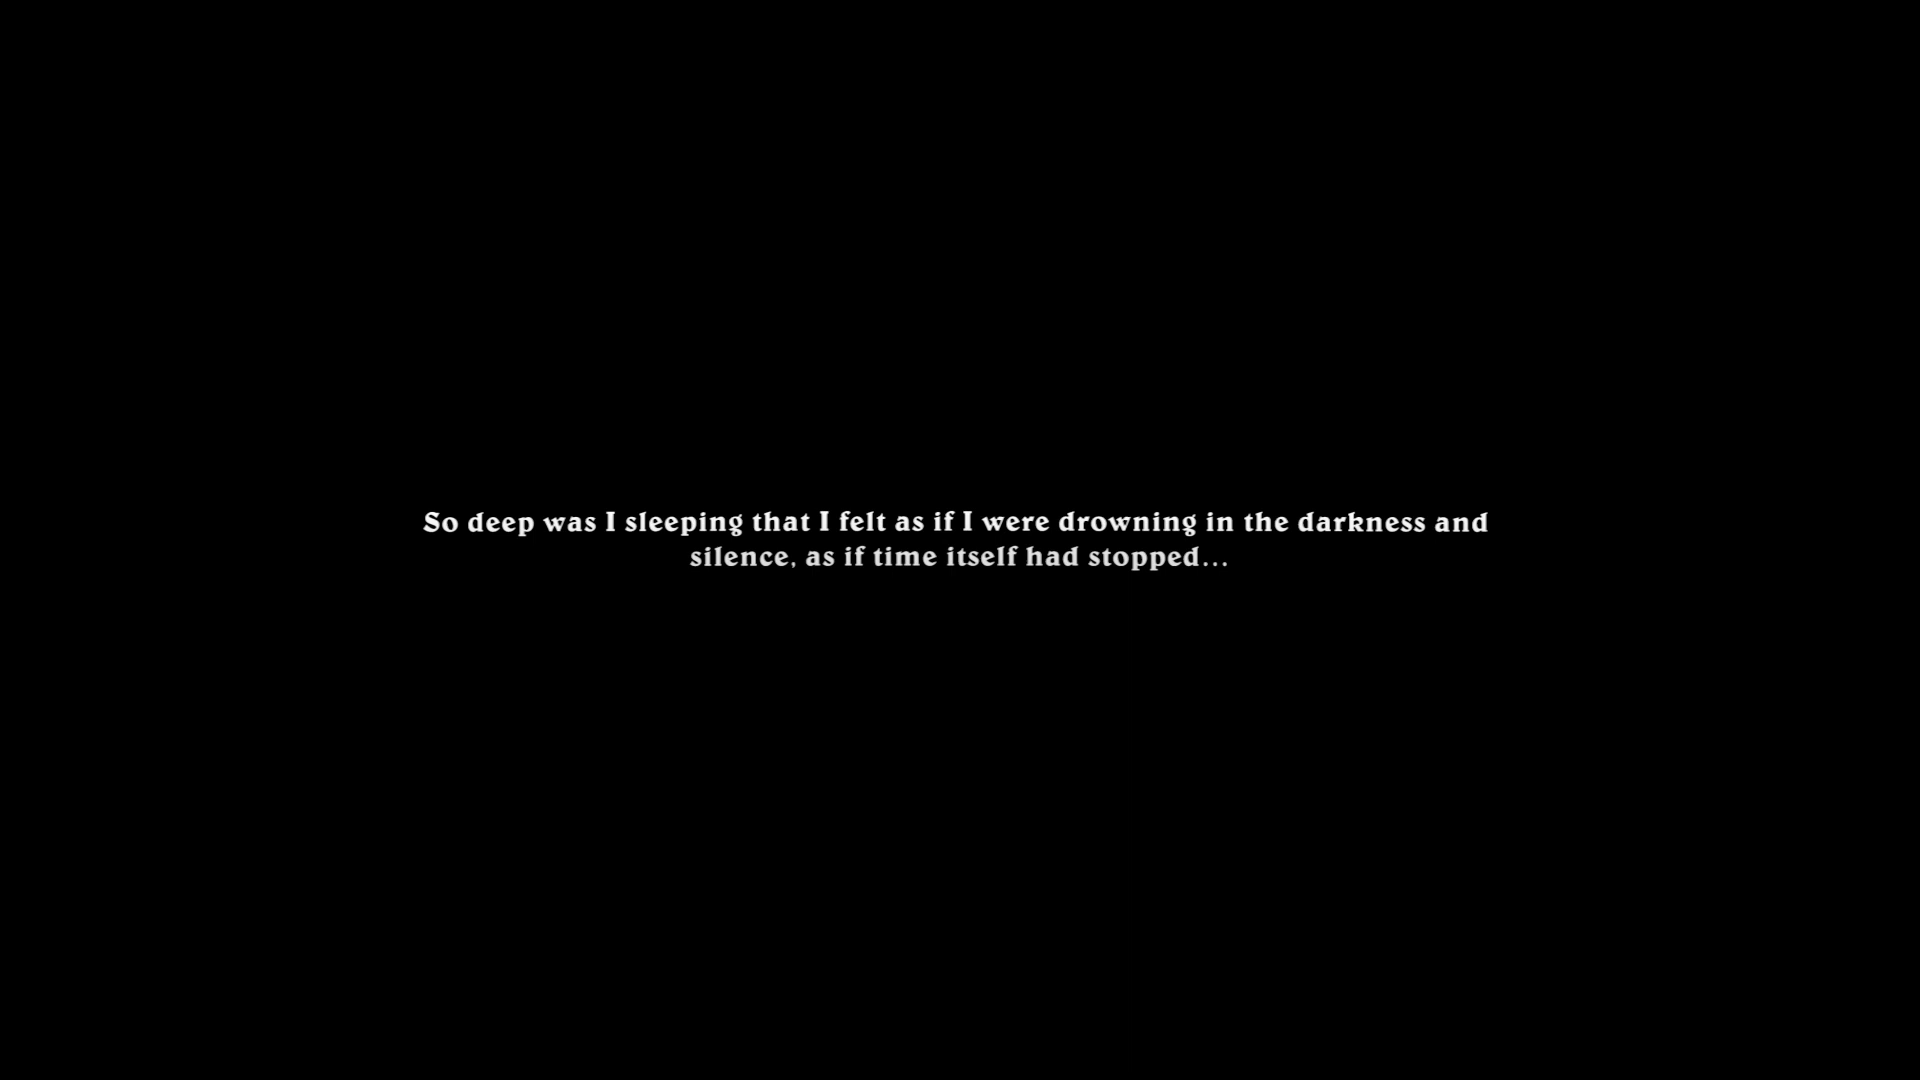 So deep was I sleeping that I felt as if I were drowning in the darkness and
silence, as if time itself had stopped...